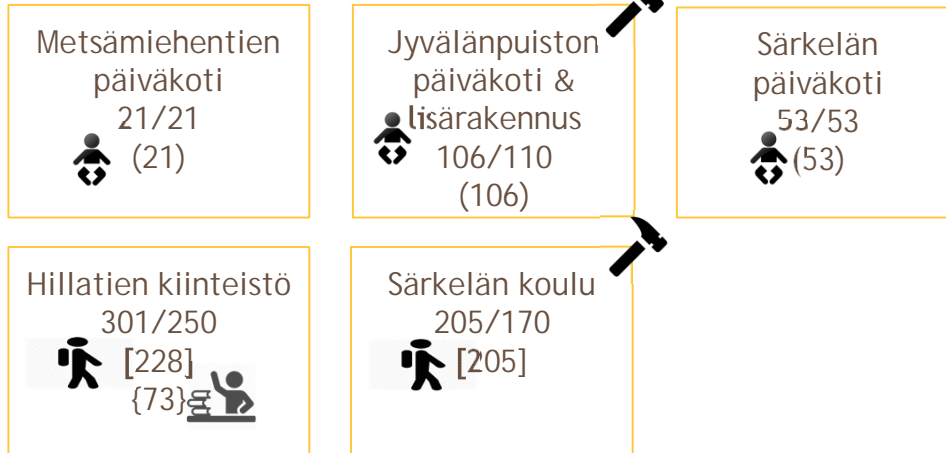 Metsämiehentien
päiväkoti
21/21
(21)
Jyvälänpuiston
päiväkoti &
lisärakennus
106/110
(106)
Särkelän
päiväkoti
53/53
(53)
Hillatien kiinteistö
301/250
[228]
{73}
Särkelän koulu
205/170
[205]